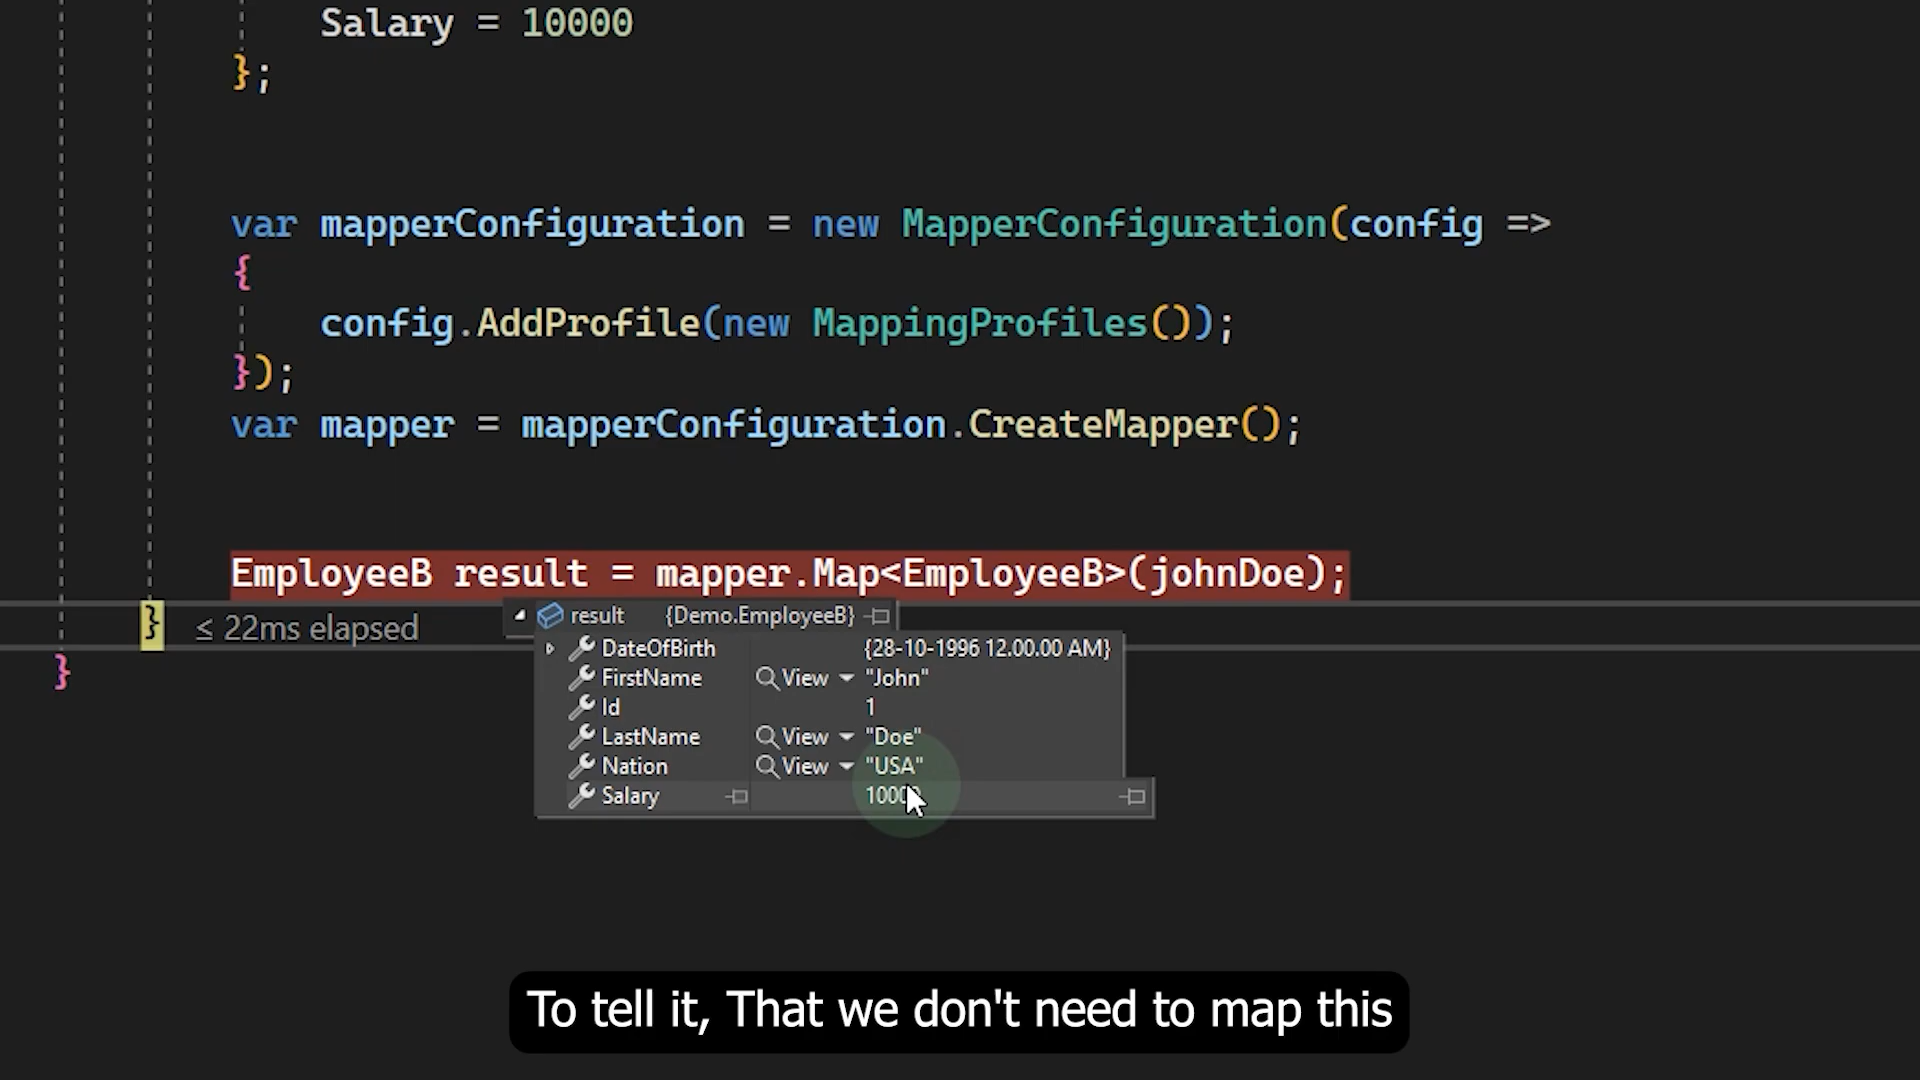 Salary = 10000
};
var mapperConfiguration = new MapperConfiguration(config =>
{
config.AddProfile(new MappingProfiles());
});
var mapper = mapperConfiguration.CreateMapper();
EmployeeB result = mapper.Map<EmployeeB>(johnDoe);
} ≤ 22ms elapsed
result {Demo.EmployeeB}
DateOfBirth {28-10-1996 12.00.00 AM}
FirstName View "John"
Id 1
LastName View "Doe"
Nation View "USA"
Salary 10000
}
To tell it, That we don't need to map this